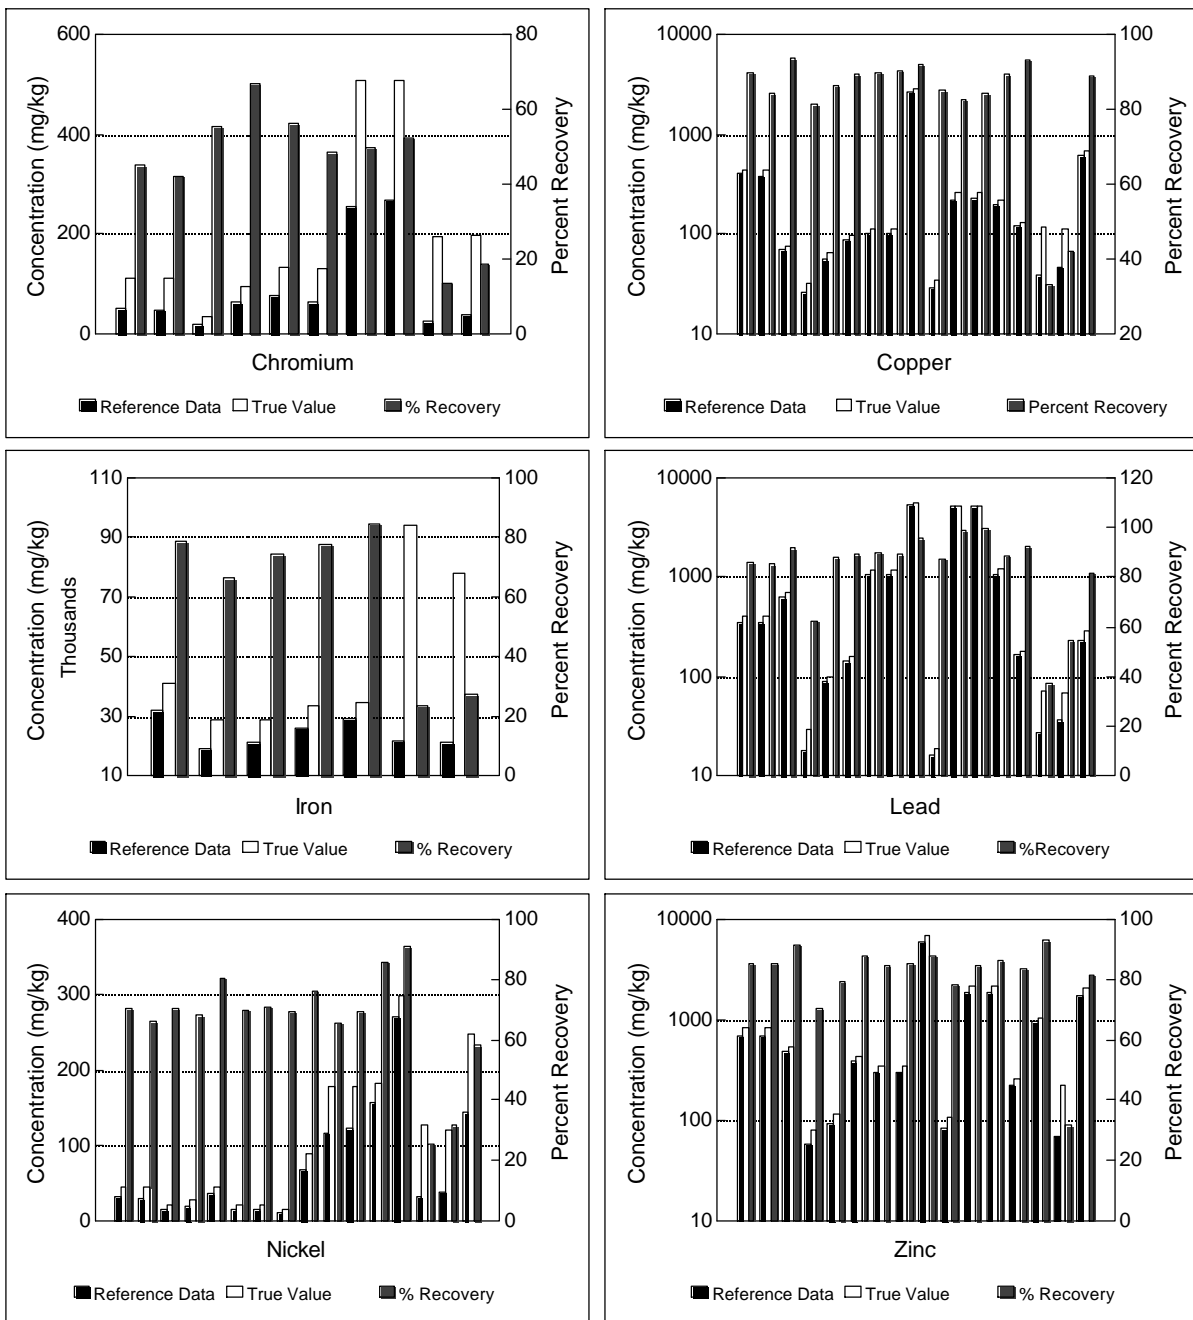 600
400
200
0
80
60
40
20
0
Concentration (mg/kg)
Percent Recovery
Chromium
Reference Data True Value % Recovery
10000
1000
100
10
100
80
60
40
20
Concentration (mg/kg)
Percent Recovery
Copper
Reference Data True Value Percent Recovery
110
90
70
50
30
10
100
80
60
40
20
0
Concentration (mg/kg)
Thousands
Percent Recovery
Iron
Reference Data True Value % Recovery
10000
1000
100
10
120
100
80
60
40
20
0
Concentration (mg/kg)
Percent Recovery
Lead
Reference Data True Value %Recovery
400
300
200
100
0
100
80
60
40
20
0
Concentration (mg/kg)
Percent Recovery
Nickel
Reference Data True Value % Recovery
10000
1000
100
10
100
80
60
40
20
0
Concentration (mg/kg)
Percent Recovery
Zinc
Reference Data True Value % Recovery